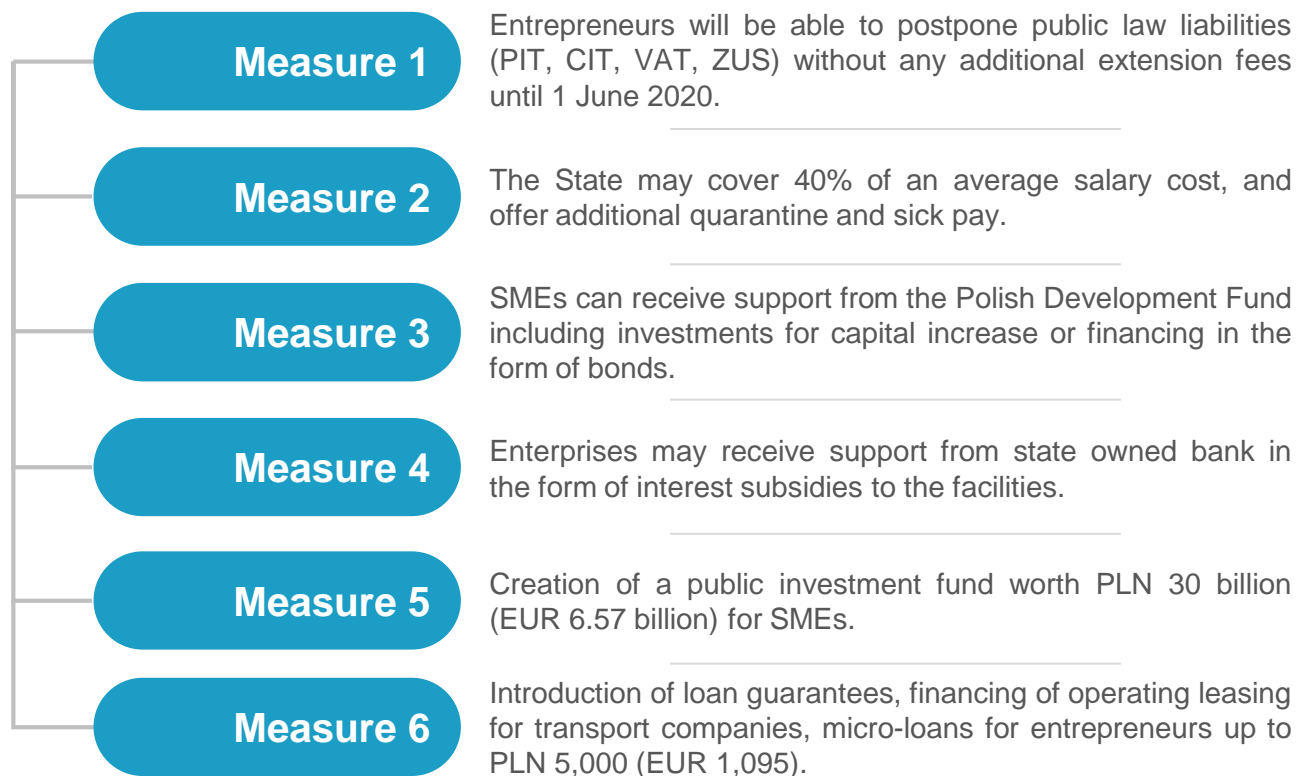 Measure 1
Entrepreneurs will be able to postpone public law liabilities
(PIT, CIT, VAT, ZUS) without any additional extension fees
until 1 June 2020.
Measure 2
The State may cover 40% of an average salary cost, and
offer additional quarantine and sick pay.
Measure 3
SMEs can receive support from the Polish Development Fund
including investments for capital increase or financing in the
form of bonds.
Measure 4
Enterprises may receive support from state owned bank in
the form of interest subsidies to the facilities.
Measure 5
Creation of a public investment fund worth PLN 30 billion
(EUR 6.57 billion) for SMEs.
Measure 6
Introduction of loan guarantees, financing of operating leasing
for transport companies, micro-loans for entrepreneurs up to
PLN 5,000 (EUR 1,095).